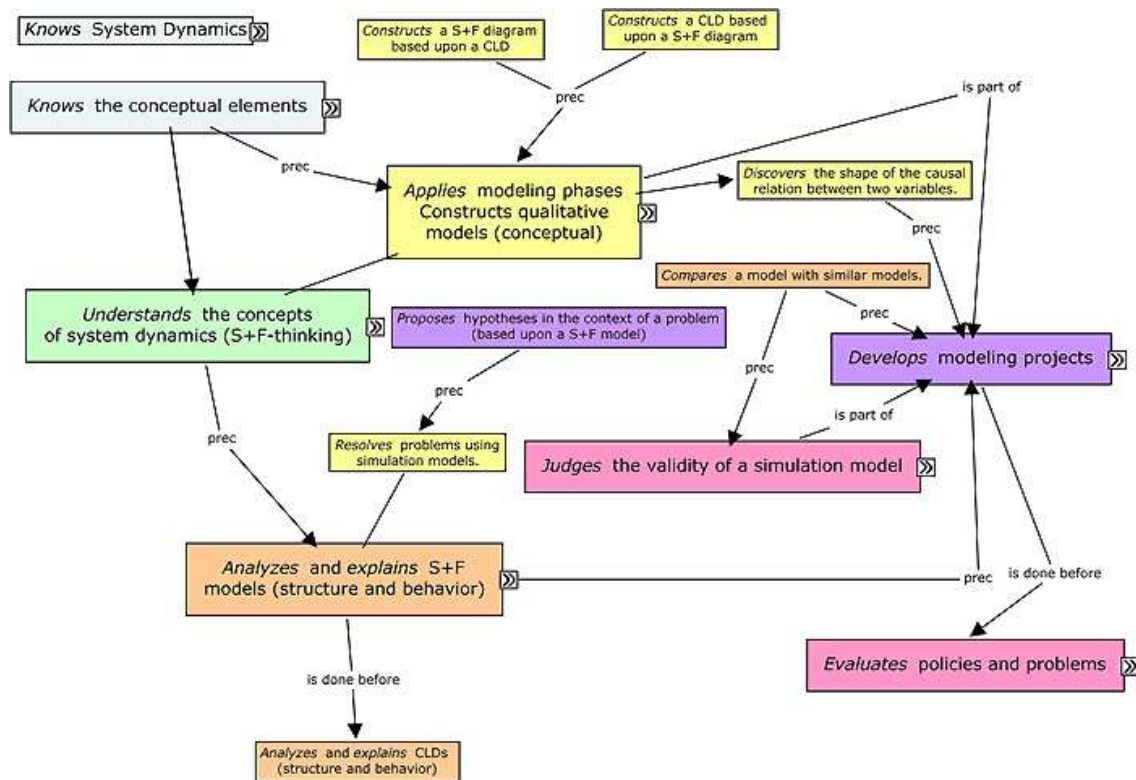 Knows System Dynamics
Constructs a S+F diagram
based upon a CLD
Constructs a CLD based
upon a S+F diagram
prec
is part of
Knows the conceptual elements
prec
Applies modeling phases
Constructs qualitative
models (conceptual)
Discovers the shape of the causal
relation between two variables.
prec
Compares a model with similar models.
Understands the concepts
of system dynamics (S+F-thinking)
Proposes hypotheses in the context of a problem
(based upon a S+F model)
prec
prec
Develops modeling projects
prec
is part of
prec
Resolves problems using
simulation models.
Judges the validity of a simulation model
Analyzes and explains S+F
models (structure and behavior)
prec
is done before
Evaluates policies and problems
is done before
Analyzes and explains CLDs
(structure and behavior)